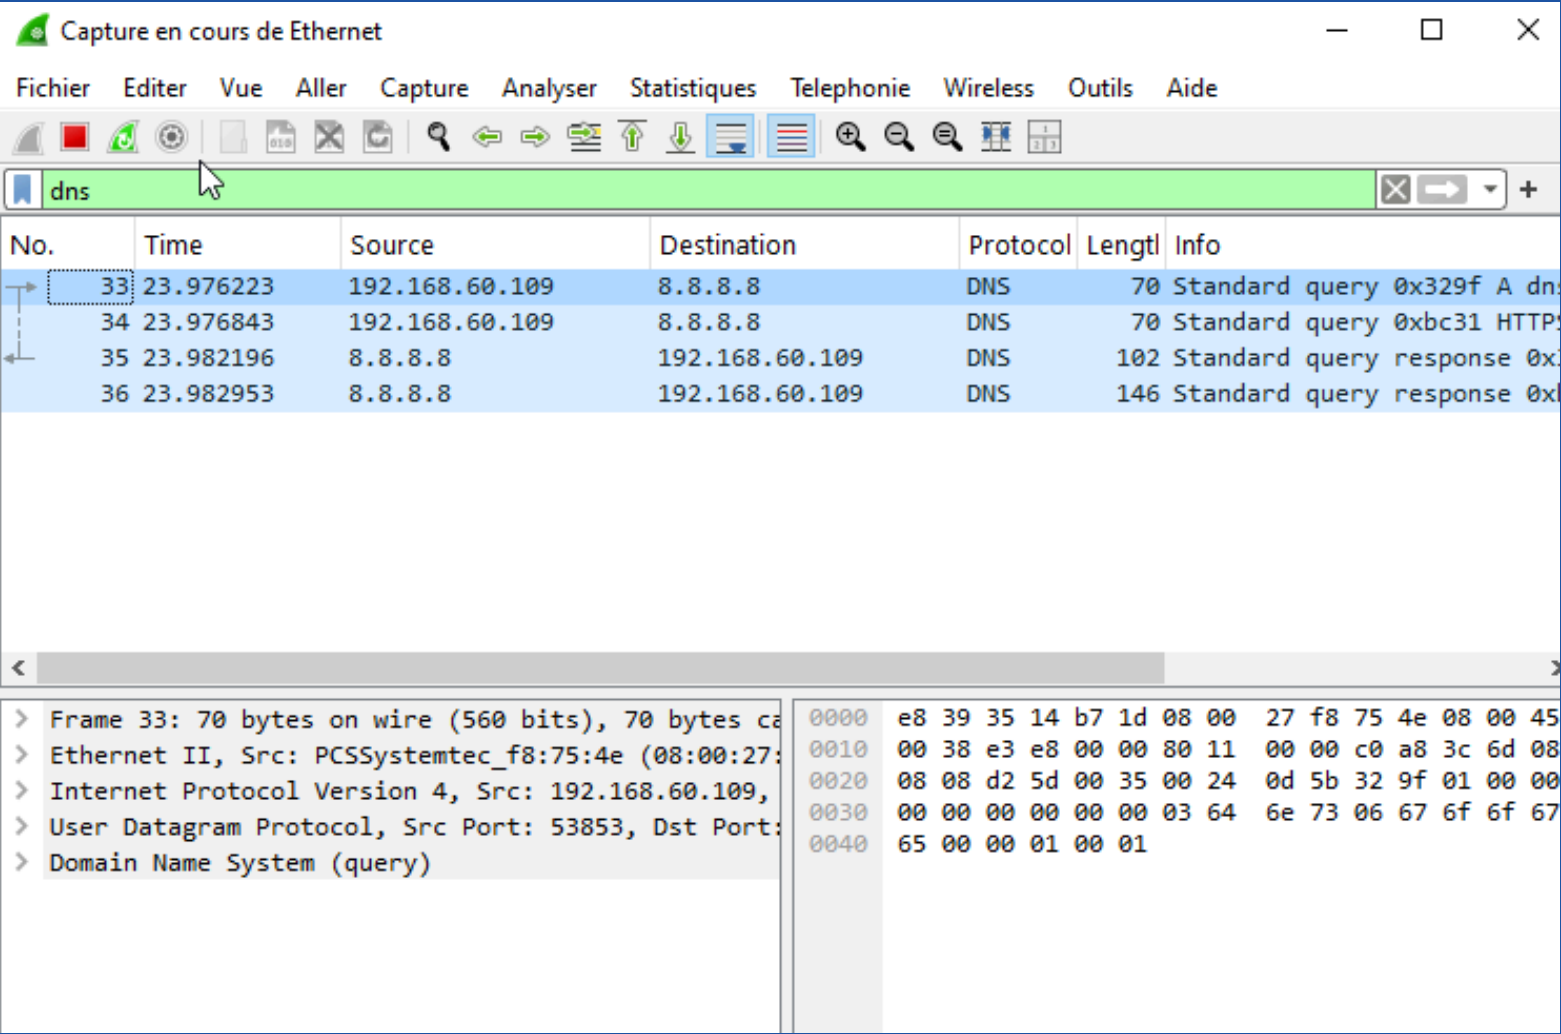 Capture en cours de Ethernet
Fichier Editer Vue Aller Capture Analyser Statistiques Telephonie Wireless Outils Aide
dns
No. Time Source Destination Protocol Lengtl Info
33 23.976223 192.168.60.109 8.8.8.8 DNS 70 Standard query 0x329f A dns
34 23.976843 192.168.60.109 8.8.8.8 DNS 70 Standard query 0xbc31 HTTPS
35 23.982196 8.8.8.8 192.168.60.109 DNS 102 Standard query response 0x3
36 23.982953 8.8.8.8 192.168.60.109 DNS 146 Standard query response 0xb
Frame 33: 70 bytes on wire (560 bits), 70 bytes ca
Ethernet II, Src: PCSSystemtec_f8:75:4e (08:00:27:
Internet Protocol Version 4, Src: 192.168.60.109,
User Datagram Protocol, Src Port: 53853, Dst Port:
Domain Name System (query)
0000 e8 39 35 14 b7 1d 08 00 27 f8 75 4e 08 00 45
0010 00 38 e3 e8 00 00 80 11 00 00 c0 a8 3c 6d 08
0020 08 08 d2 5d 00 35 00 24 0d 5b 32 9f 01 00 00
0030 00 00 00 00 00 00 03 64 6e 73 06 67 6f 6f 67
0040 65 00 00 01 00 01